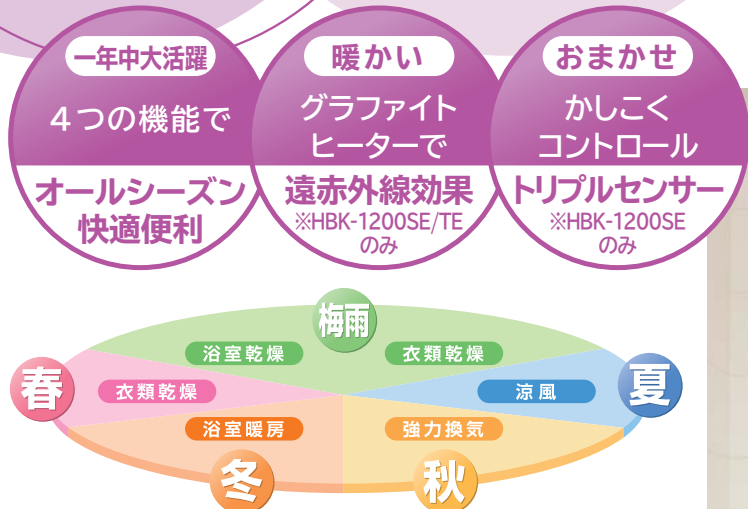 一年中大活躍
4つの機能で
オールシーズン
快適便利
暖かい
グラファイト
ヒーターで
遠赤外線効果
※HBK-1200SE/TE
のみ
おまかせ
かしこく
コントロール
トリプルセンサー
※HBK-1200SE
のみ
梅雨
浴室乾燥
衣類乾燥
春
衣類乾燥
涼風
夏
浴室暖房
強力換気
冬
秋